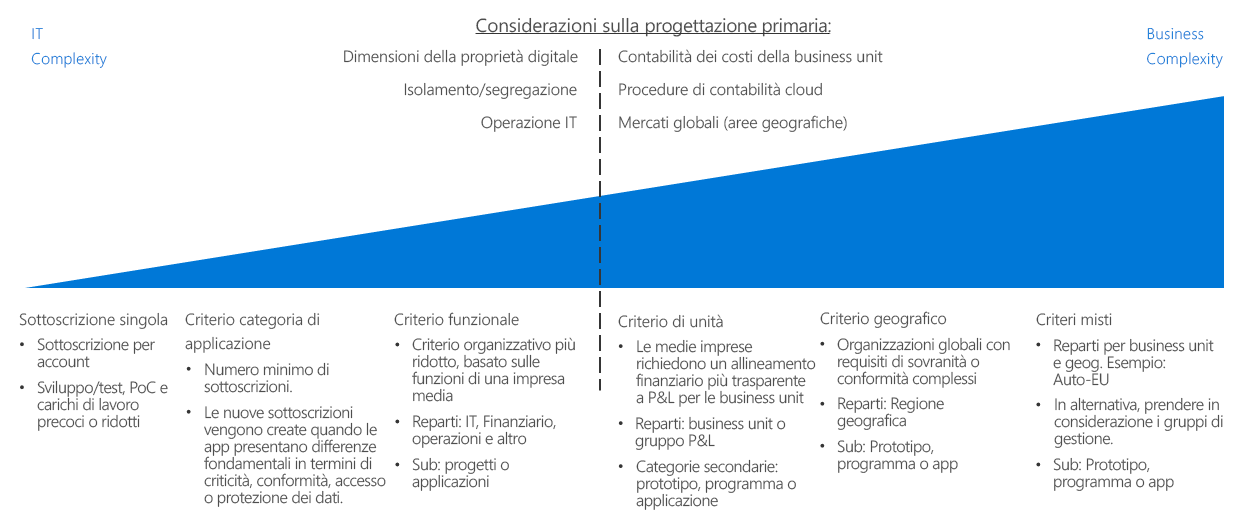 Considerazioni sulla progettazione primaria:
IT
Complexity
Business
Complexity
Dimensioni della proprietà digitale
Isolamento/segregazione
Operazione IT
Contabilità dei costi della business unit
Procedure di contabilità cloud
Mercati globali (aree geografiche)
Sottoscrizione singola
• Sottoscrizione per
account
• Sviluppo/test, PoC e
carichi di lavoro
precoci o ridotti
Criterio categoria di
applicazione
• Numero minimo di
sottoscrizioni.
• Le nuove sottoscrizioni
vengono create quando le
app presentano differenze
fondamentali in termini di
criticità, conformità, accesso
o protezione dei dati.
Criterio funzionale
• Criterio organizzativo più
ridotto, basato sulle
funzioni di una impresa
media
• Reparti: IT, Finanziario,
operazioni e altro
• Sub: progetti o
applicazioni
Criterio di unità
• Le medie imprese
richiedono un allineamento
finanziario più trasparente
a P&L per le business unit
• Reparti: business unit o
gruppo P&L
• Categorie secondarie:
prototipo, programma o
applicazione
Criterio geografico
• Organizzazioni globali con
requisiti di sovranità o
conformità complessi
• Reparti: Regione
geografica
• Sub: Prototipo,
programma o app
Criteri misti
• Reparti per business unit
e geog. Esempio:
Auto-EU
• In alternativa, prendere in
considerazione i gruppi di
gestione.
• Sub: Prototipo,
programma o app